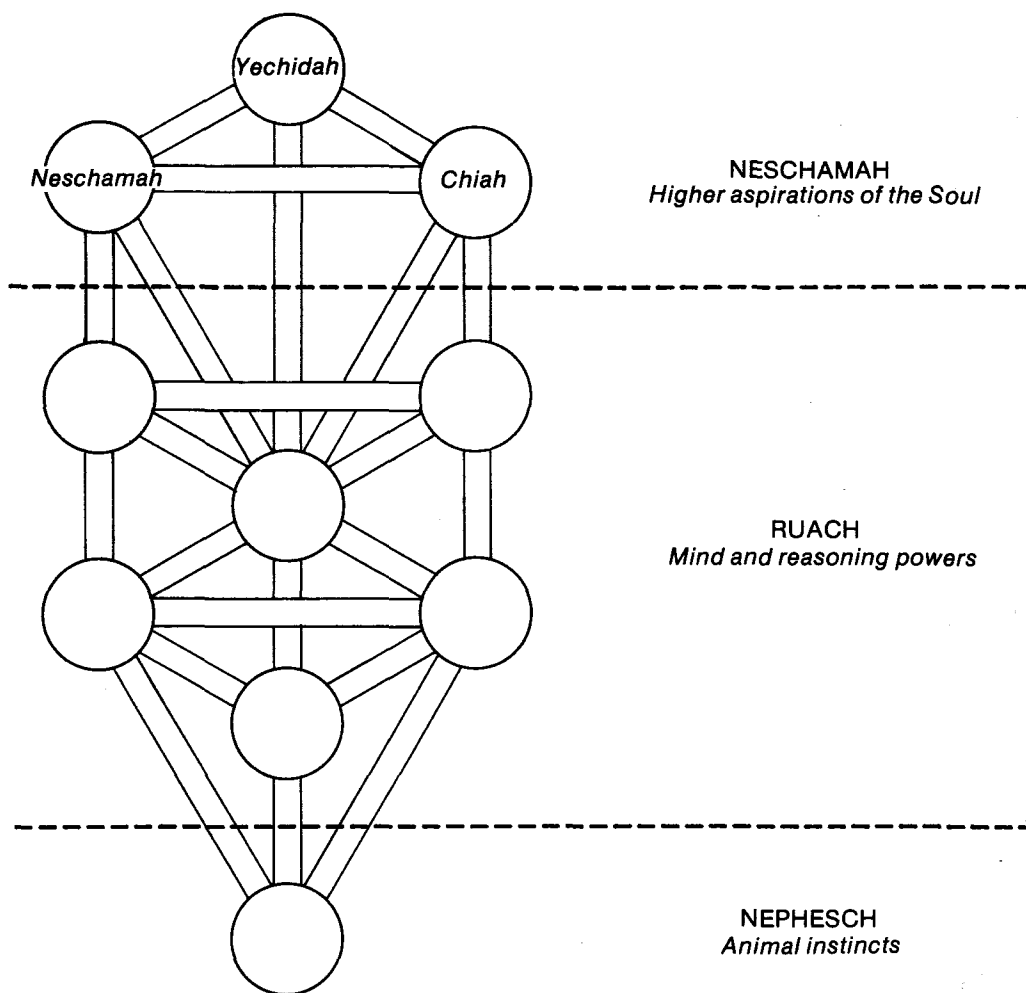 Yechidah
Neschamah
Chiah
NESCHAMAH
Higher aspirations of the Soul
RUACH
Mind and reasoning powers
NEPHESCH
Animal instincts